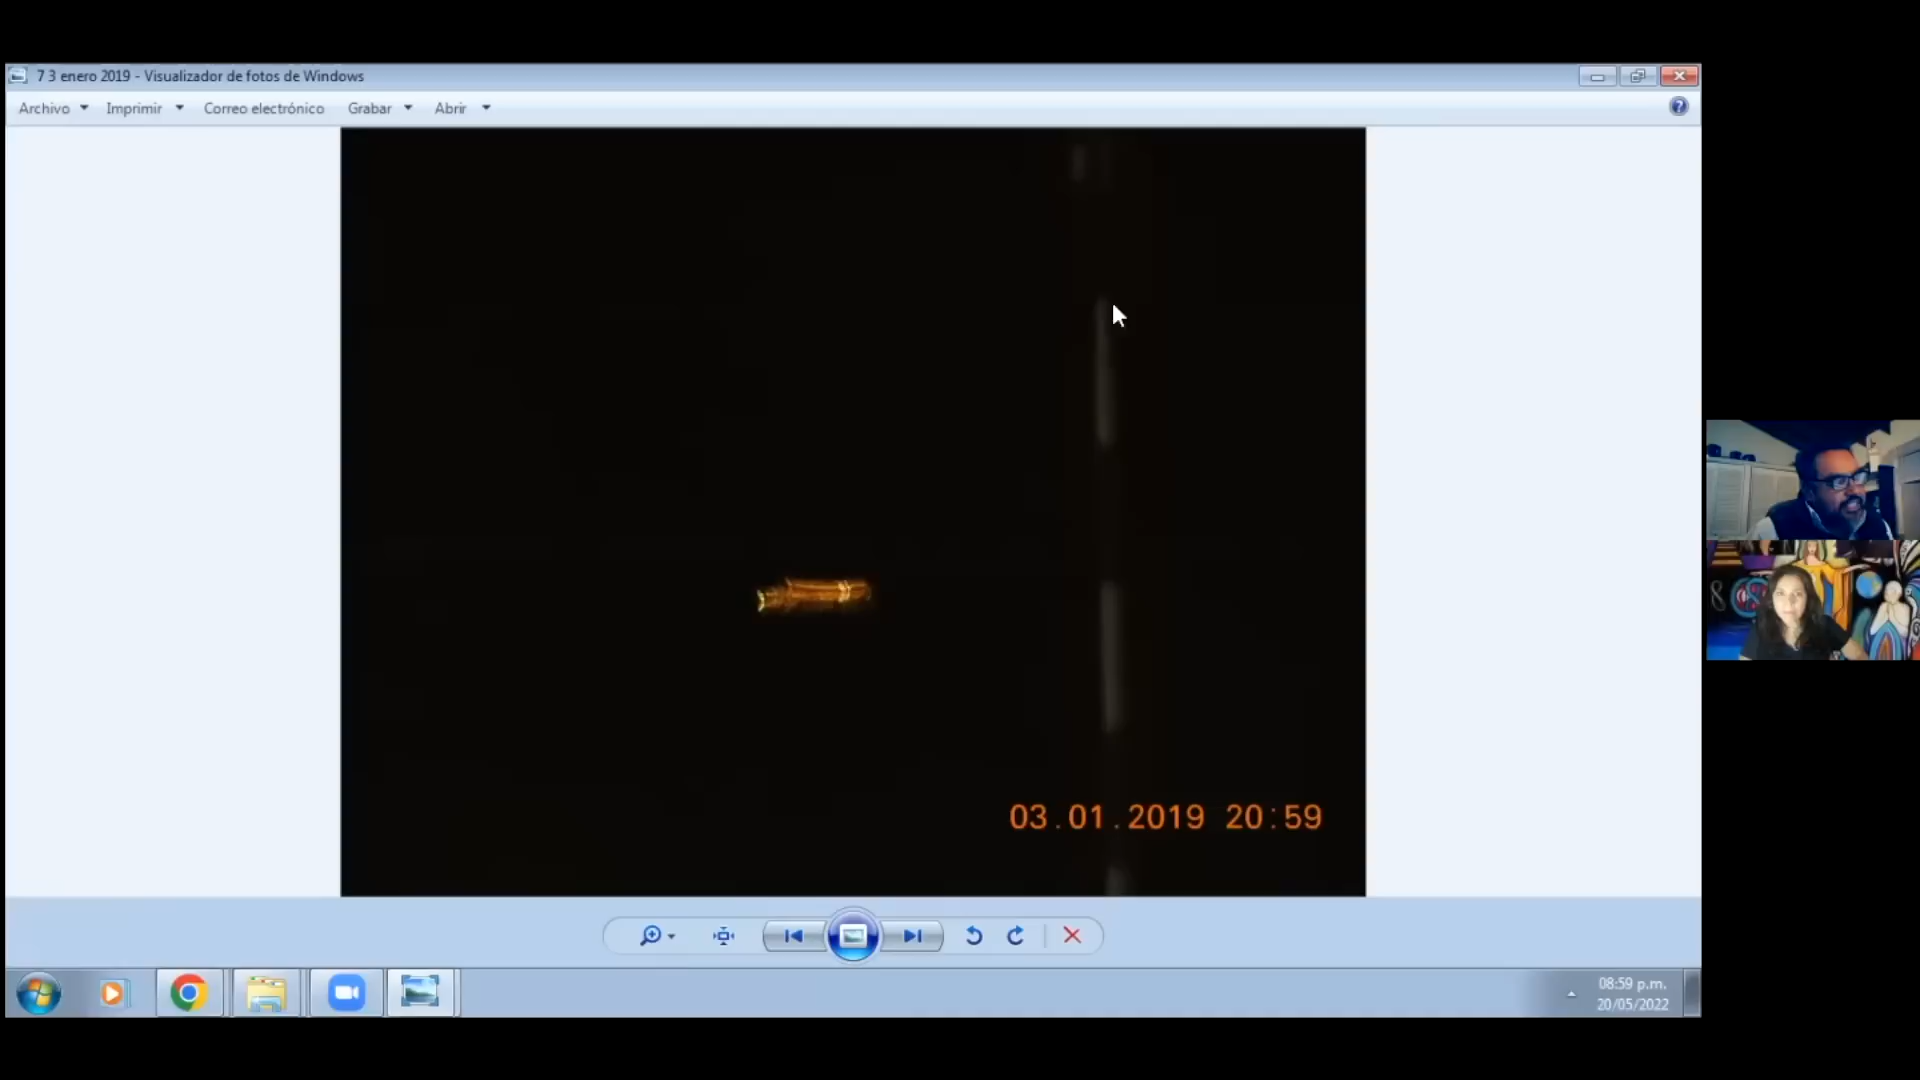 7 3 enero 2019 - Visualizador de fotos de Windows
Archivo Imprimir Correo electrónico Grabar Abrir
03.01.2019 20:59
08:59 p.m.
20/05/2022